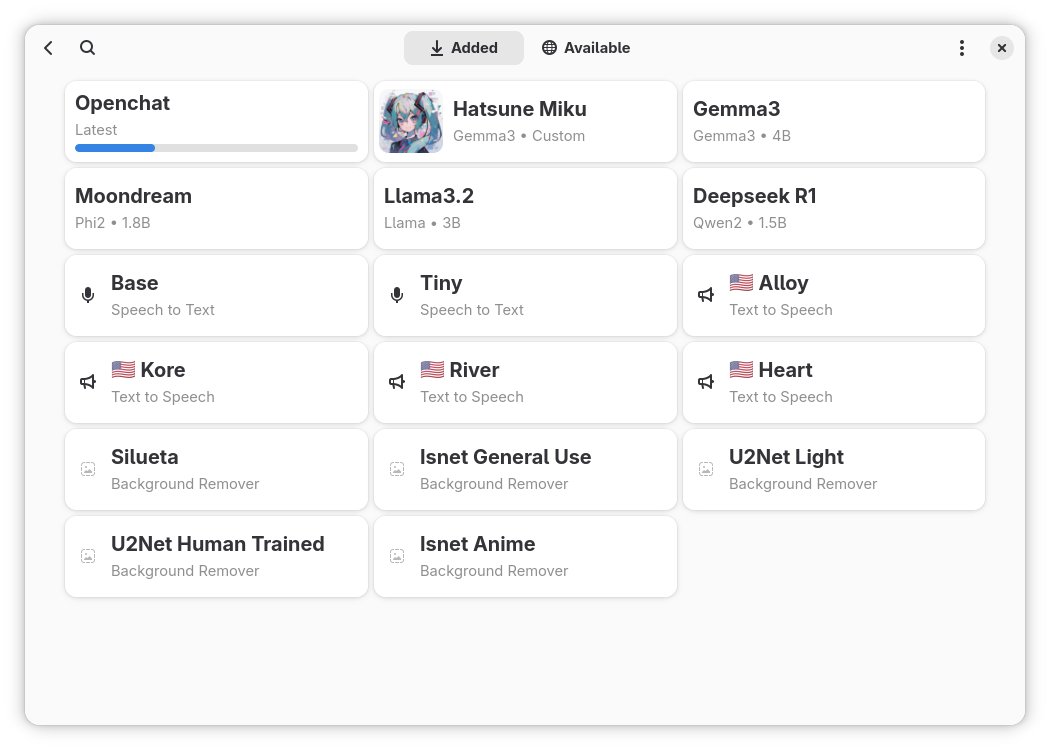 Added
Available
Openchat
Latest
Hatsune Miku
Gemma3 • Custom
Gemma3
Gemma3 • 4B
Moondream
Phi2 • 1.8B
Llama3.2
Llama • 3B
Deepseek R1
Qwen2 • 1.5B
Base
Speech to Text
Tiny
Speech to Text
🇺🇸 Alloy
Text to Speech
🇺🇸 Kore
Text to Speech
🇺🇸 River
Text to Speech
🇺🇸 Heart
Text to Speech
Silueta
Background Remover
Isnet General Use
Background Remover
U2Net Light
Background Remover
U2Net Human Trained
Background Remover
Isnet Anime
Background Remover